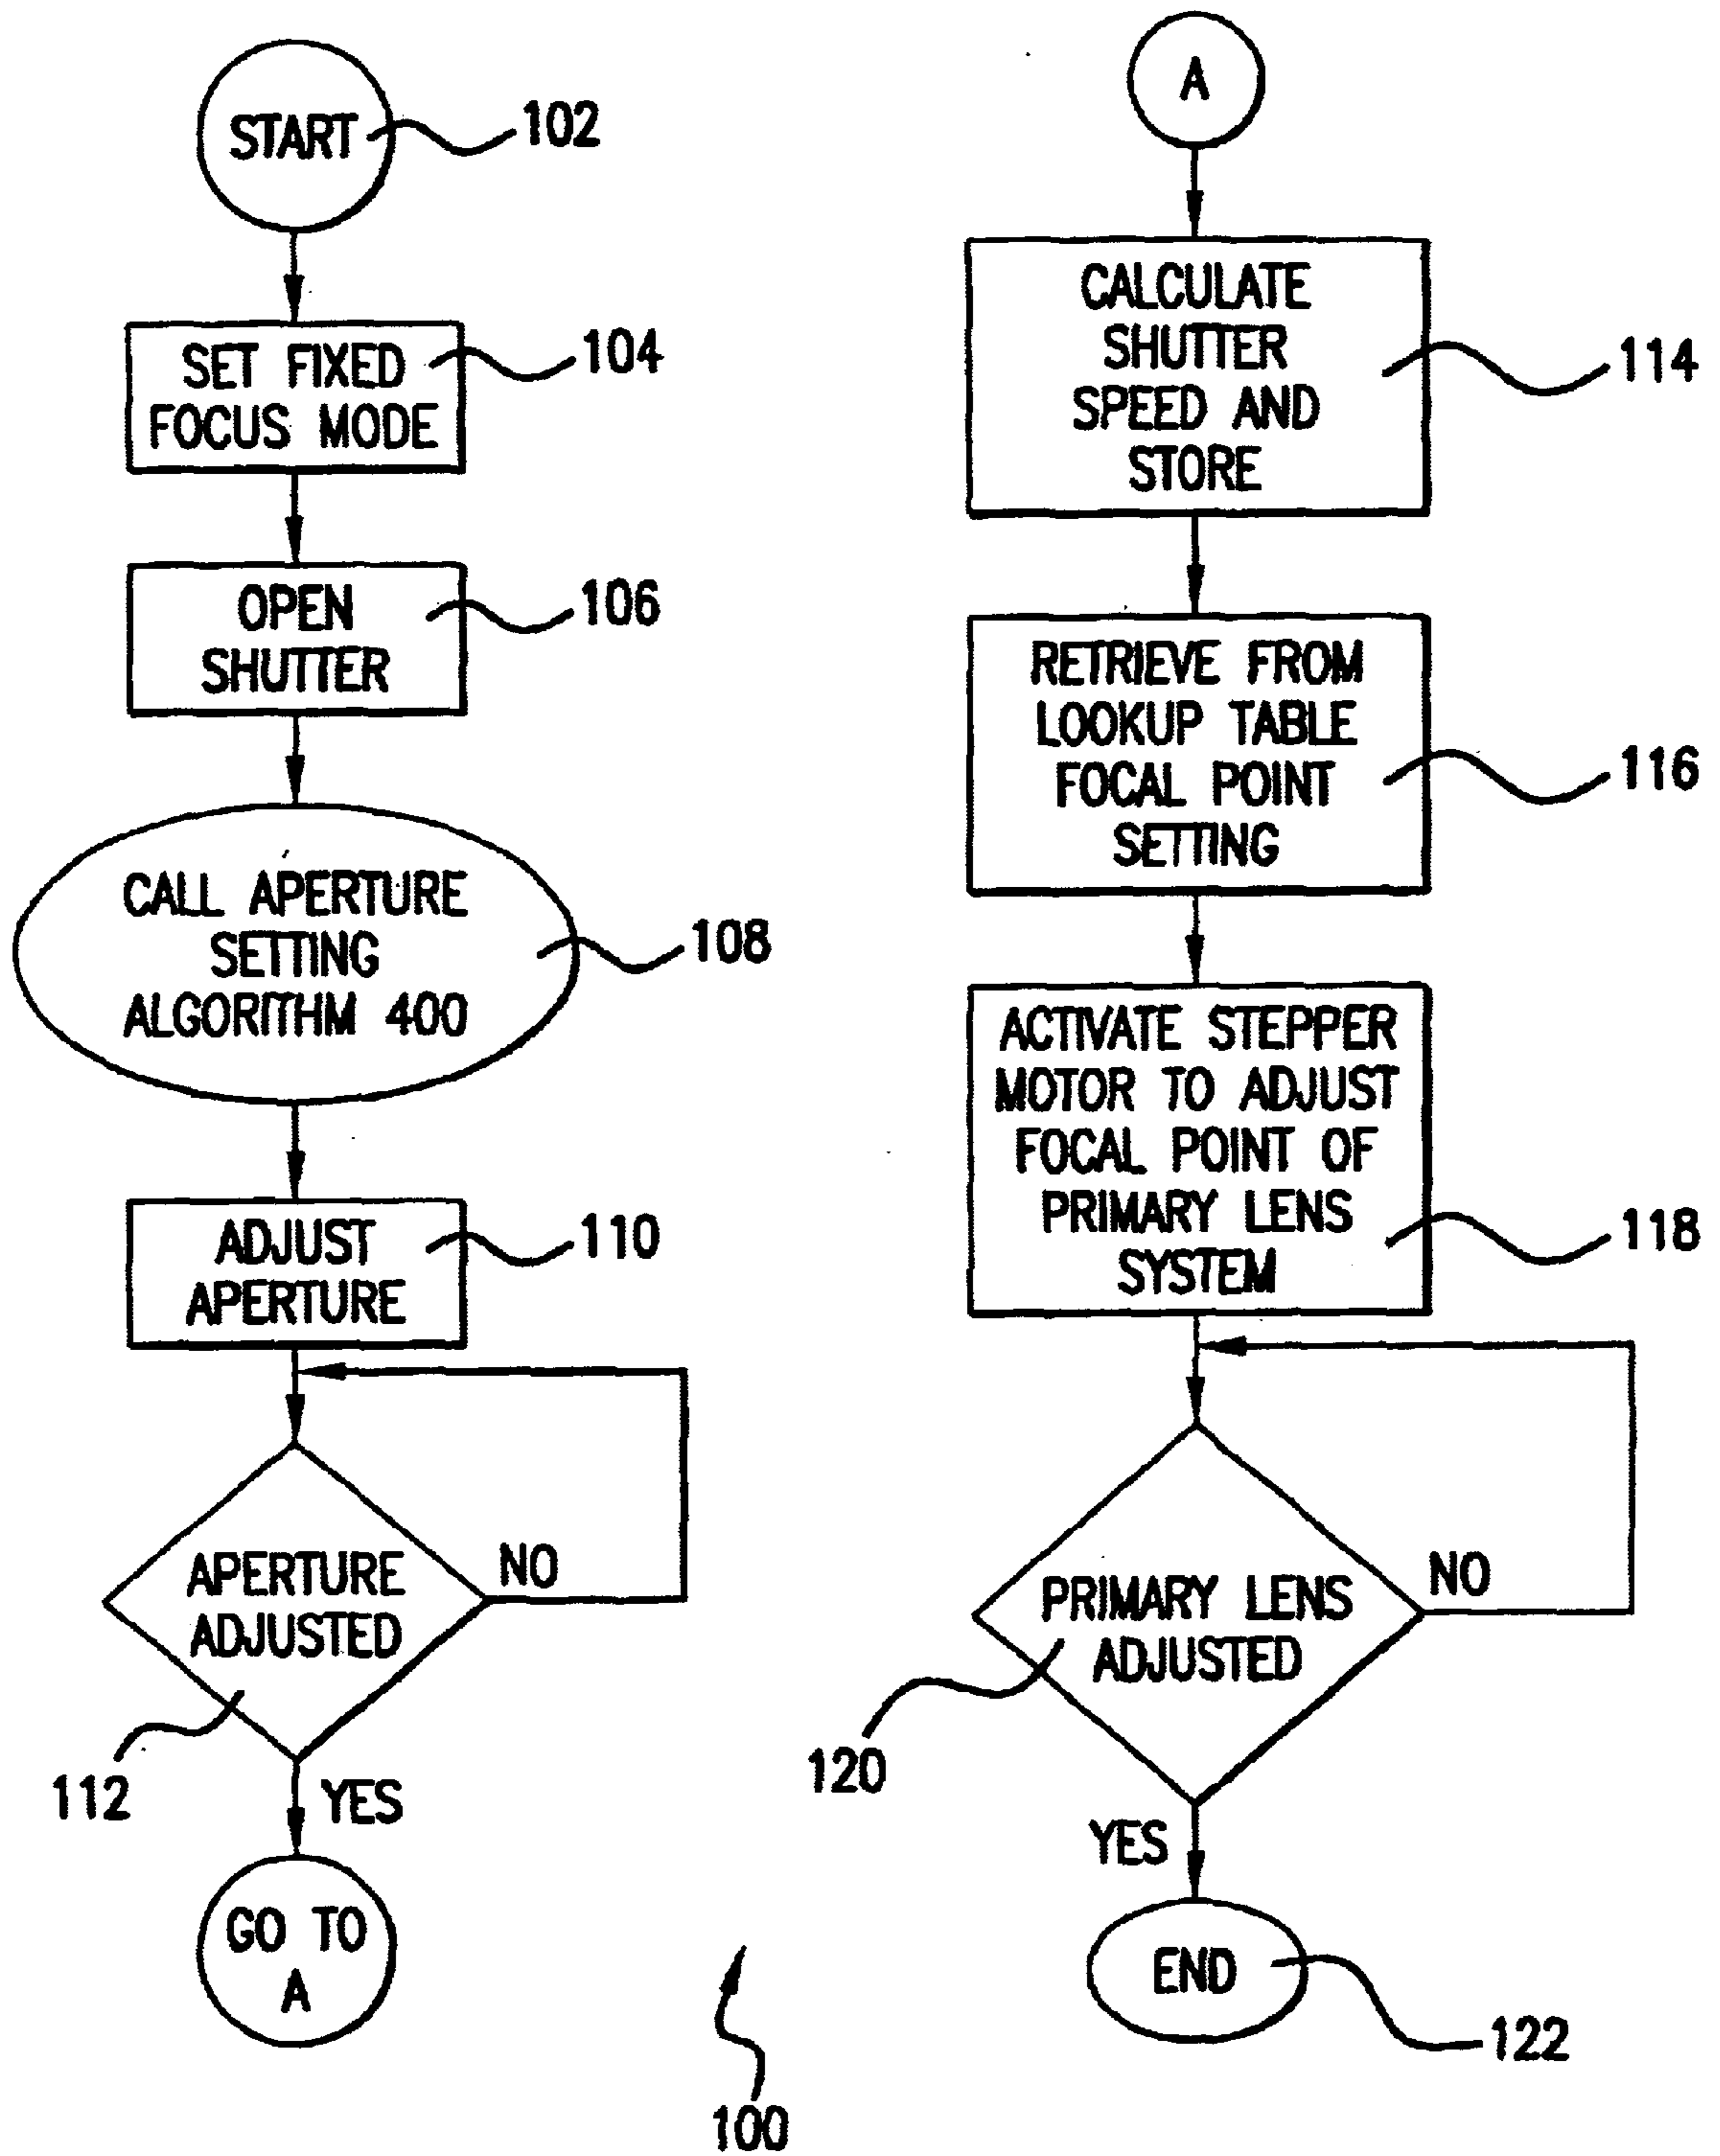 START
102
SET FIXED
FOCUS MODE
104
OPEN
SHUTTER
106
CALL APERTURE
SETTING
ALGORITHM 400
108
ADJUST
APERTURE
110
APERTURE
ADJUSTED
NO
112
YES
GO TO
A
A
CALCULATE
SHUTTER
SPEED AND
STORE
114
RETRIEVE FROM
LOOKUP TABLE
FOCAL POINT
SETTING
116
ACTIVATE STEPPER
MOTOR TO ADJUST
FOCAL POINT OF
PRIMARY LENS
SYSTEM
118
PRIMARY LENS
ADJUSTED
NO
120
YES
END
122
100